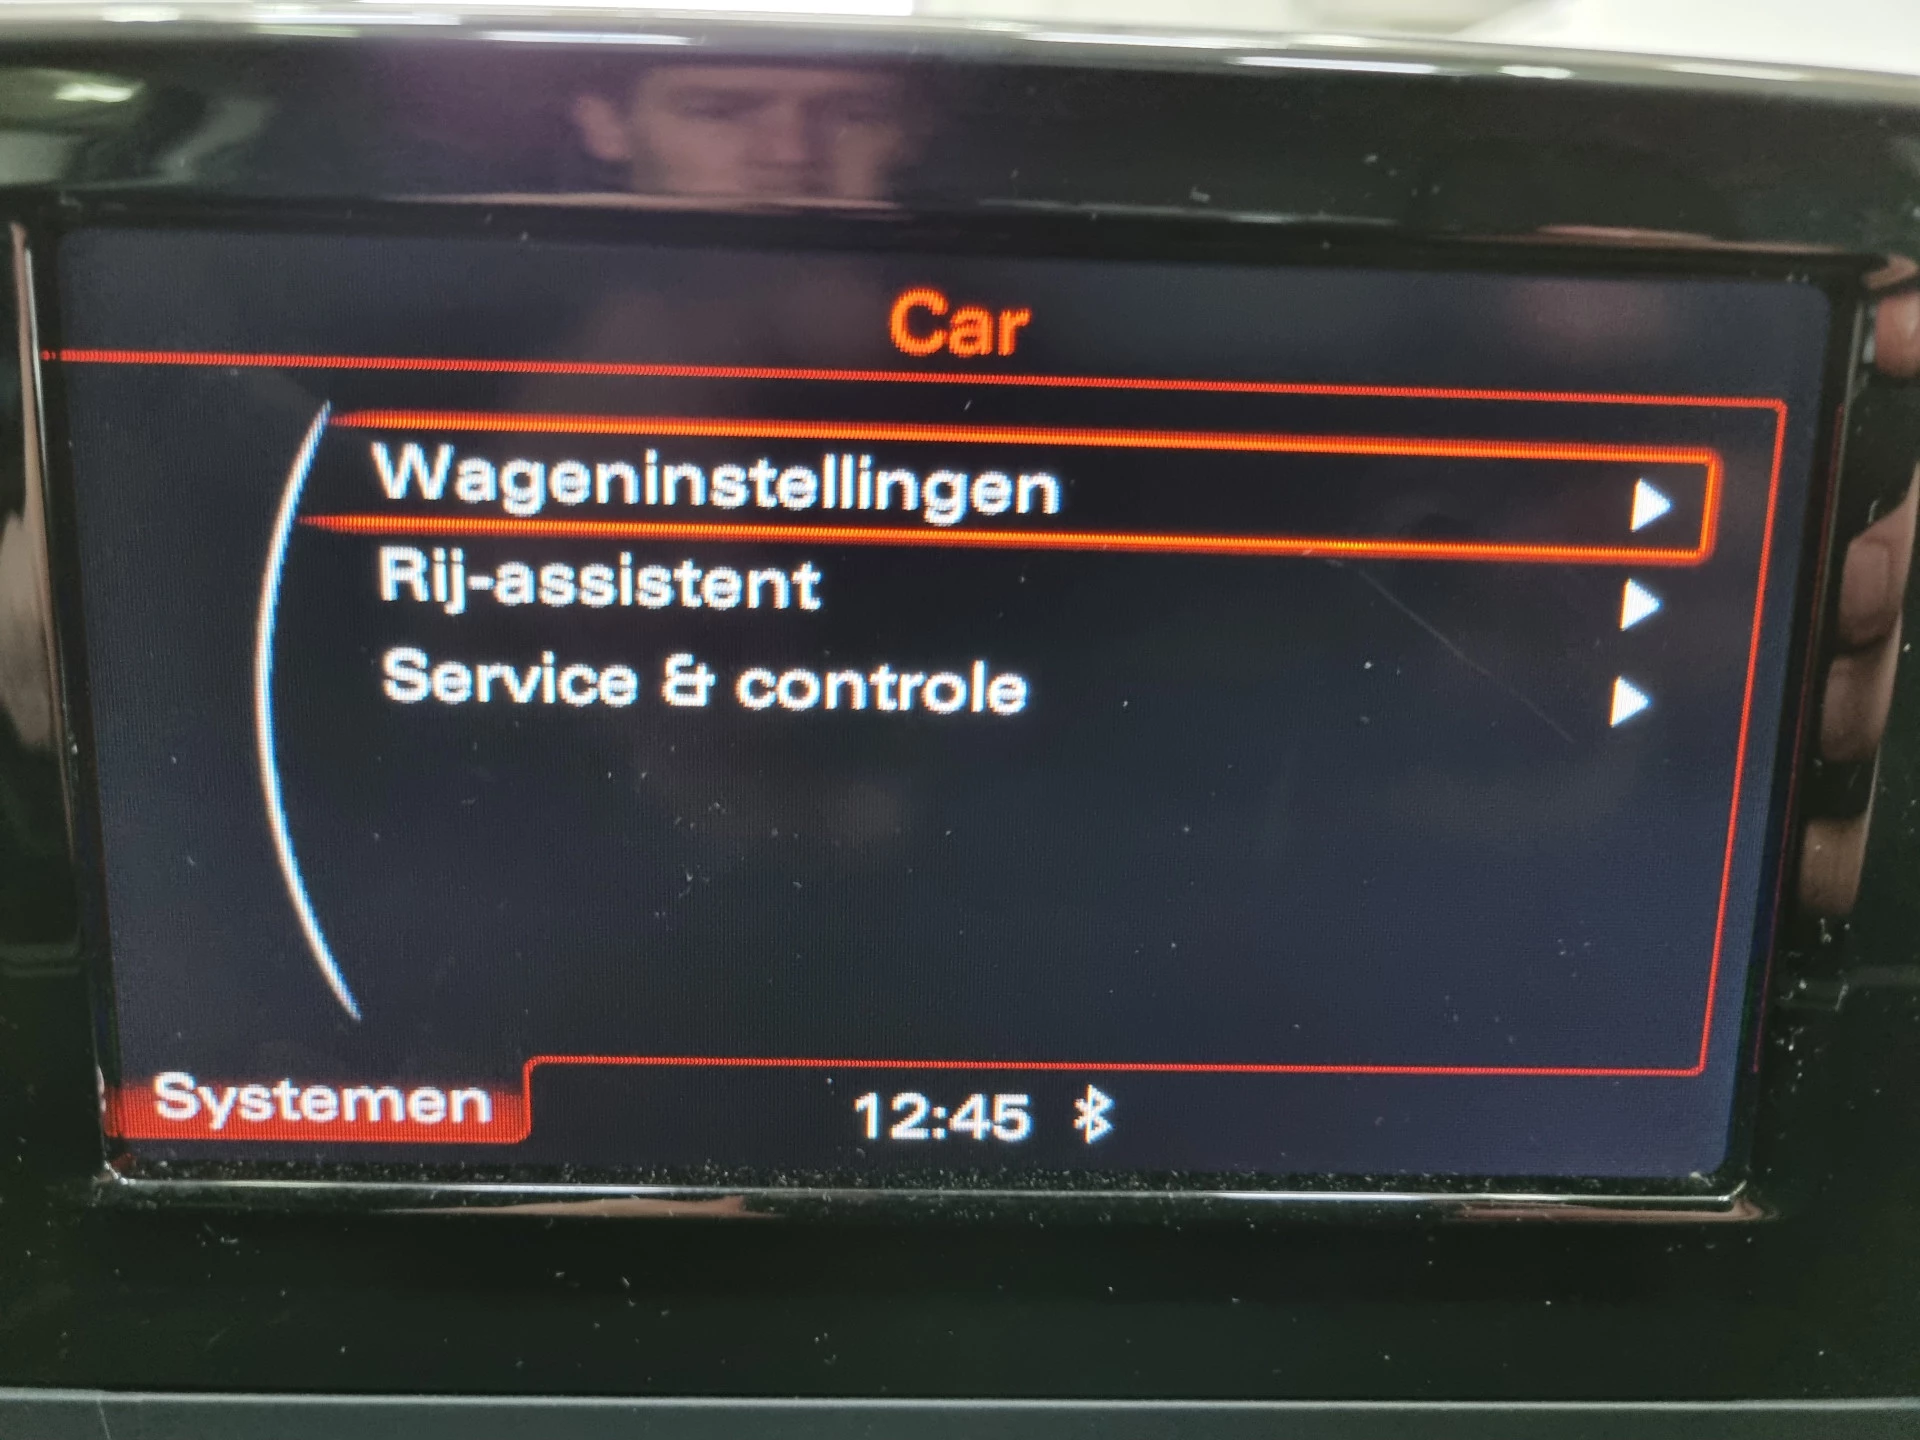 Car
Wageninstellingen
Rij-assistent
Service & controle
Systemen
12:45